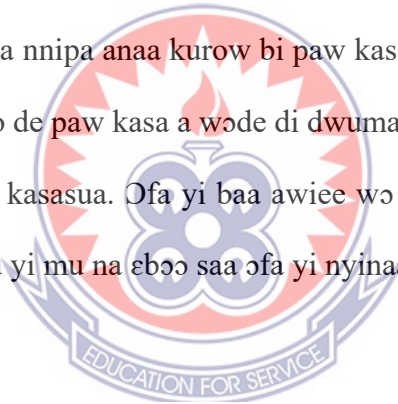 a nnipa anaa kurow bi paw kas
ɔ de paw kasa a wɔde di dwuma
kasasua. Ɔfa yi baa awiee wɔ
yi mu na ɛbɔɔ saa ɔfa yi nyina
EDUCATION FOR SERVICE